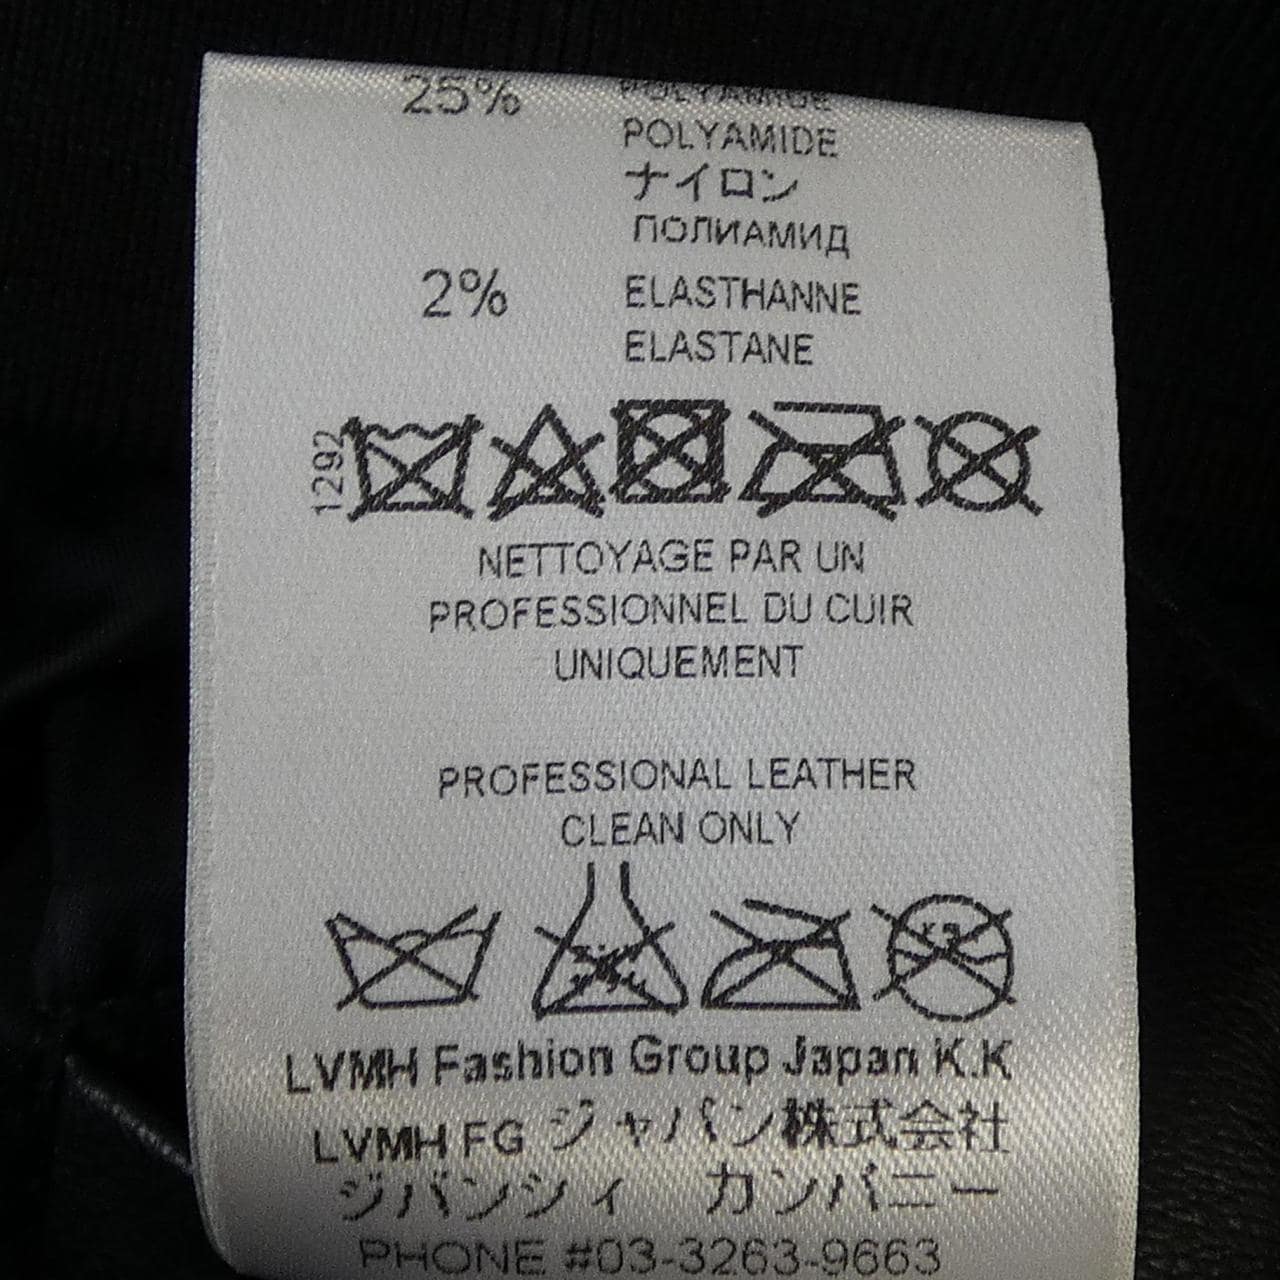 25% POLYAMIDE
POLYAMIDE
ナイロン
ПОЛИАМИД
2% ELASTHANNE
ELASTANE
1292
NETTOYAGE PAR UN
PROFESSIONNEL DU CUIR
UNIQUEMENT
PROFESSIONAL LEATHER
CLEAN ONLY
LVMH Fashion Group Japan K.K
LVMH FG ジャパン株式会社
ジバンシィ カンパニー
PHONE #03-3263-9663